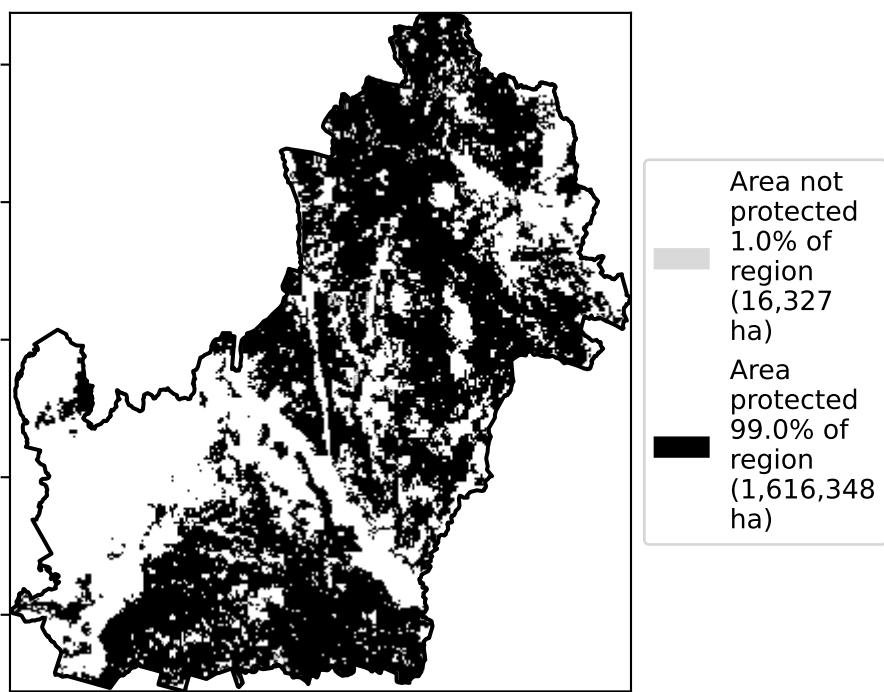 Area not
protected
1.0% of
region
(16,327
ha)
Area
protected
99.0% of
region
(1,616,348
ha)